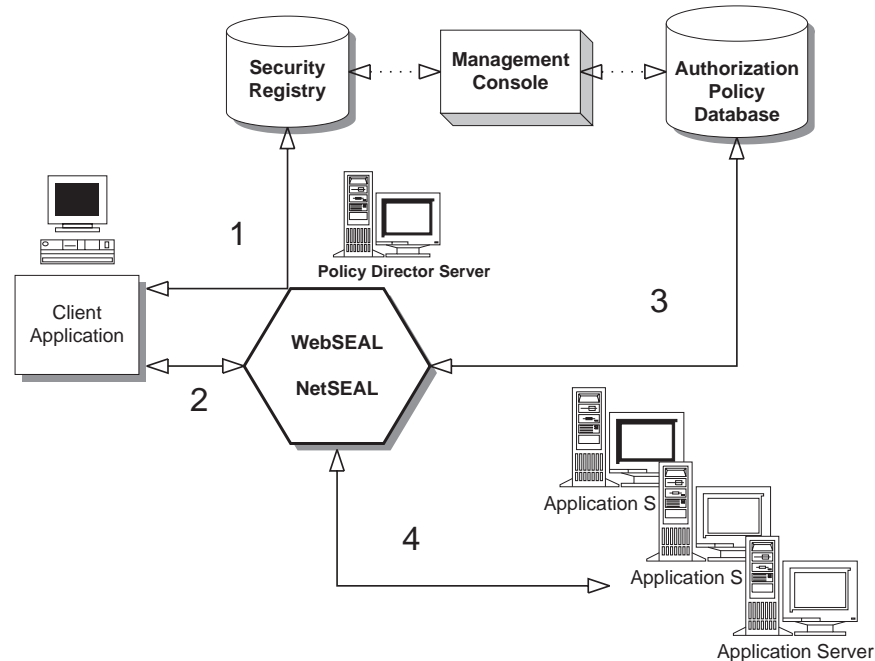 Security
Registry
Management
Console
Authorization
Policy
Database
1
Policy Director Server
3
Client
Application
WebSEAL
NetSEAL
2
Application S
4
Application S
Application Server